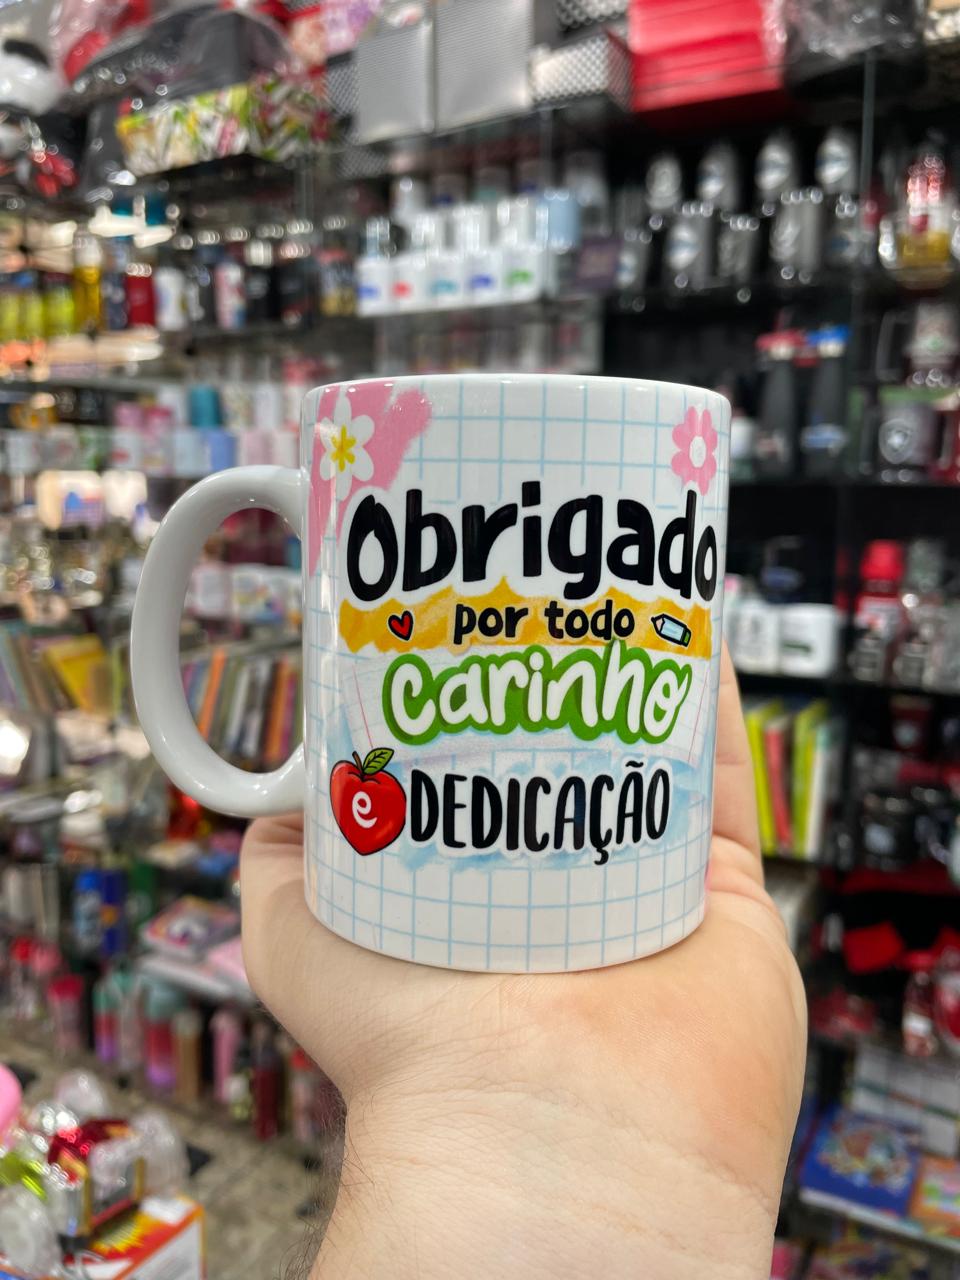 Obrigado
por todo
Carinho
e DEDICAÇÃO